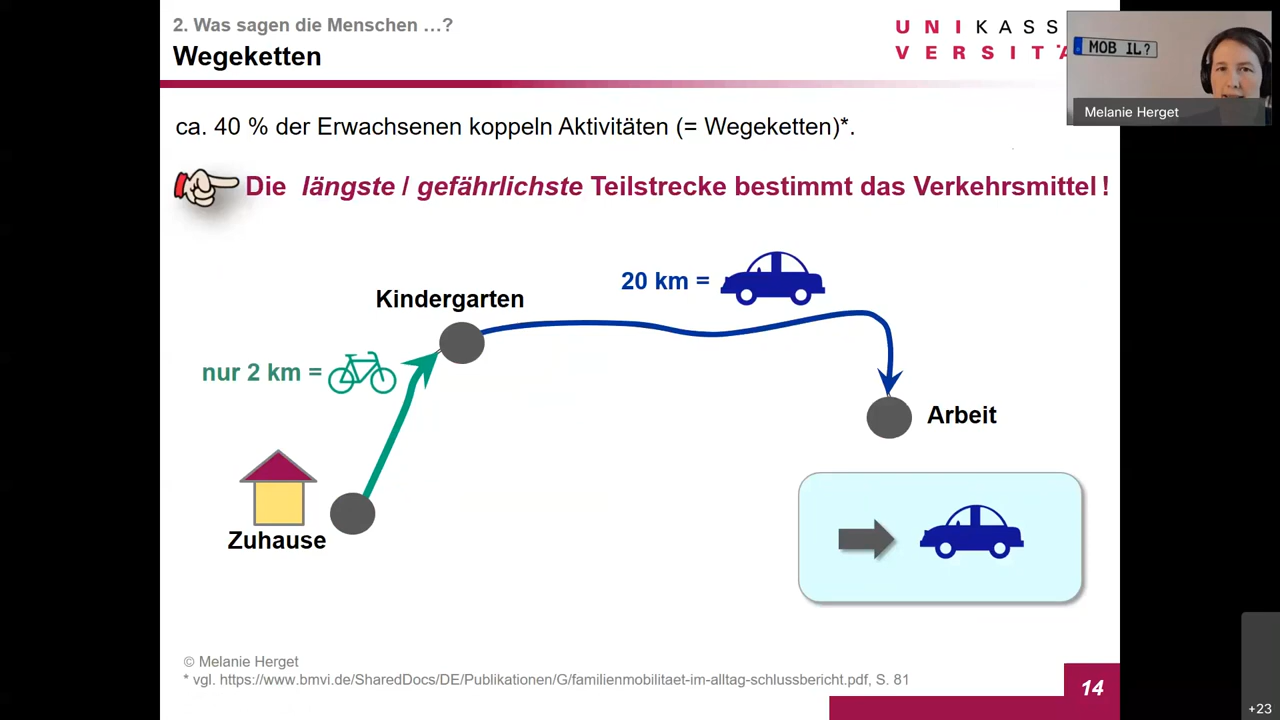 2. Was sagen die Menschen …?
Wegeketten
UNIKASS
VERSITÄ
MOB IL?
Melanie Herget
ca. 40 % der Erwachsenen koppeln Aktivitäten (= Wegeketten)*.
Die längste / gefährlichste Teilstrecke bestimmt das Verkehrsmittel !
20 km =
Kindergarten
nur 2 km =
Arbeit
Zuhause
© Melanie Herget
* vgl. https://www.bmvi.de/SharedDocs/DE/Publikationen/G/familienmobilitaet-im-alltag-schlussbericht.pdf, S. 81
14
+23